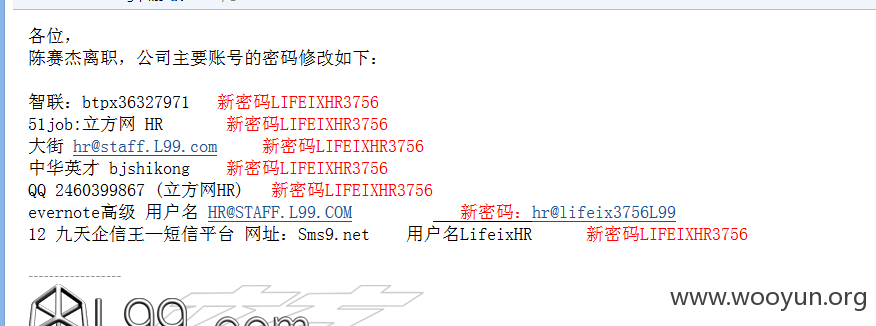 各位，
陈赛杰离职，公司主要账号的密码修改如下：
智联：btpx36327971 新密码LIFEIXHR3756
51job:立方网 HR 新密码LIFEIXHR3756
大街 hr@staff.L99.com 新密码LIFEIXHR3756
中华英才 bjshikong 新密码LIFEIXHR3756
QQ 2460399867 (立方网HR) 新密码LIFEIXHR3756
evernote高级 用户名 HR@STAFF.L99.COM 新密码：hr@lifeix3756L99
12 九天企信王—短信平台 网址：Sms9.net 用户名LifeixHR 新密码LIFEIXHR3756
------------------
L99.com
www.wooyun.org